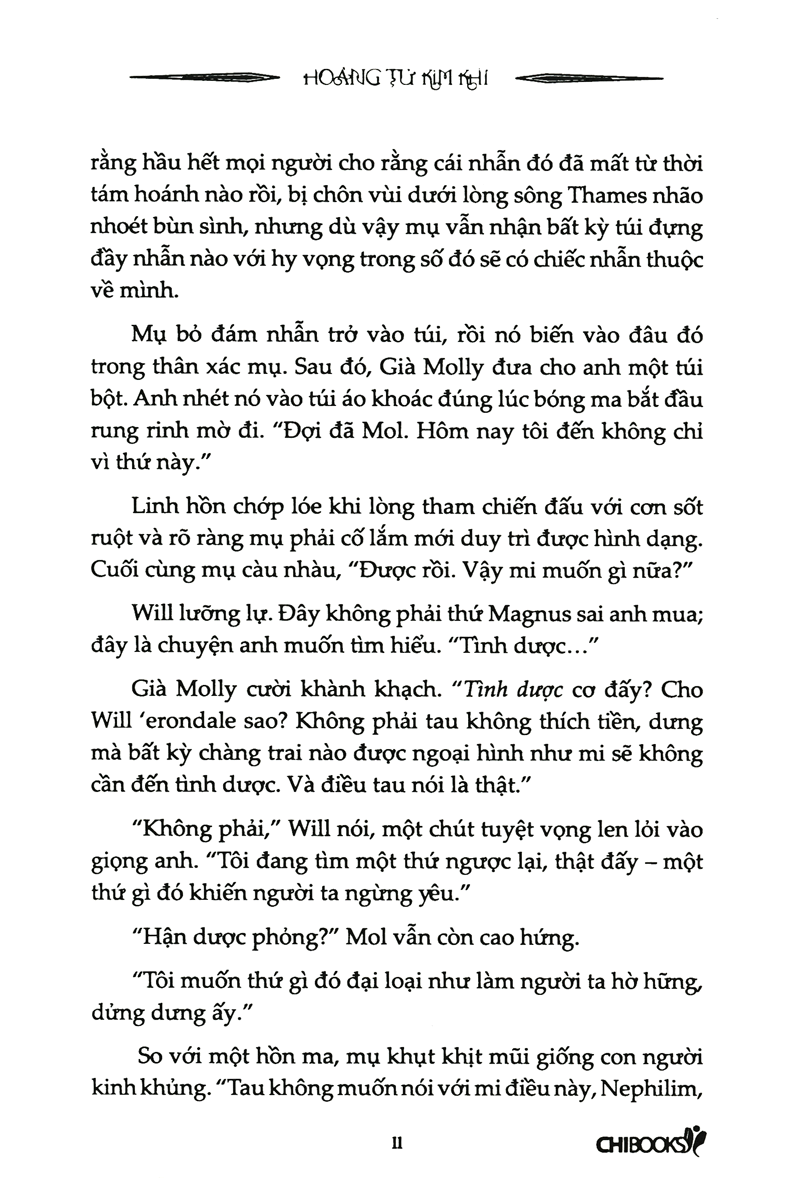 HOÀNG TỬ KIM KHÍ
rằng hầu hết mọi người cho rằng cái nhẫn đó đã mất từ thời
tám hoánh nào rồi, bị chôn vùi dưới lòng sông Thames nhão
nhoét bùn sình, nhưng dù vậy mụ vẫn nhận bất kỳ túi đựng
đầy nhẫn nào với hy vọng trong số đó sẽ có chiếc nhẫn thuộc
về mình.
Mụ bỏ đám nhẫn trở vào túi, rồi nó biến vào đâu đó
trong thân xác mụ. Sau đó, Già Molly đưa cho anh một túi
bột. Anh nhét nó vào túi áo khoác đúng lúc bóng ma bắt đầu
rung rinh mờ đi. “Đợi đã Mol. Hôm nay tôi đến không chỉ
vì thứ này.”
Linh hồn chớp lóe khi lòng tham chiến đấu với cơn sốt
ruột và rõ ràng mụ phải cố lắm mới duy trì được hình dạng.
Cuối cùng mụ càu nhàu, “Được rồi. Vậy mi muốn gì nữa?”
Will lưỡng lự. Đây không phải thứ Magnus sai anh mua;
đây là chuyện anh muốn tìm hiểu. “Tình dược…”
Già Molly cười khành khạch. “Tình dược cơ đấy? Cho
Will ‘erondale sao? Không phải tau không thích tiền, dưng
mà bất kỳ chàng trai nào được ngoại hình như mi sẽ không
cần đến tình dược. Và điều tau nói là thật.”
“Không phải,” Will nói, một chút tuyệt vọng len lỏi vào
giọng anh. “Tôi đang tìm một thứ ngược lại, thật đấy – một
thứ gì đó khiến người ta ngừng yêu.”
“Hận dược phỏng?” Mol vẫn còn cao hứng.
“Tôi muốn thứ gì đó đại loại như làm người ta hờ hững,
dửng dưng ấy.”
So với một hồn ma, mụ khụt khịt mũi giống con người
kinh khủng. “Tau không muốn nói với mi điều này, Nephilim,
11
CHIBOOKS